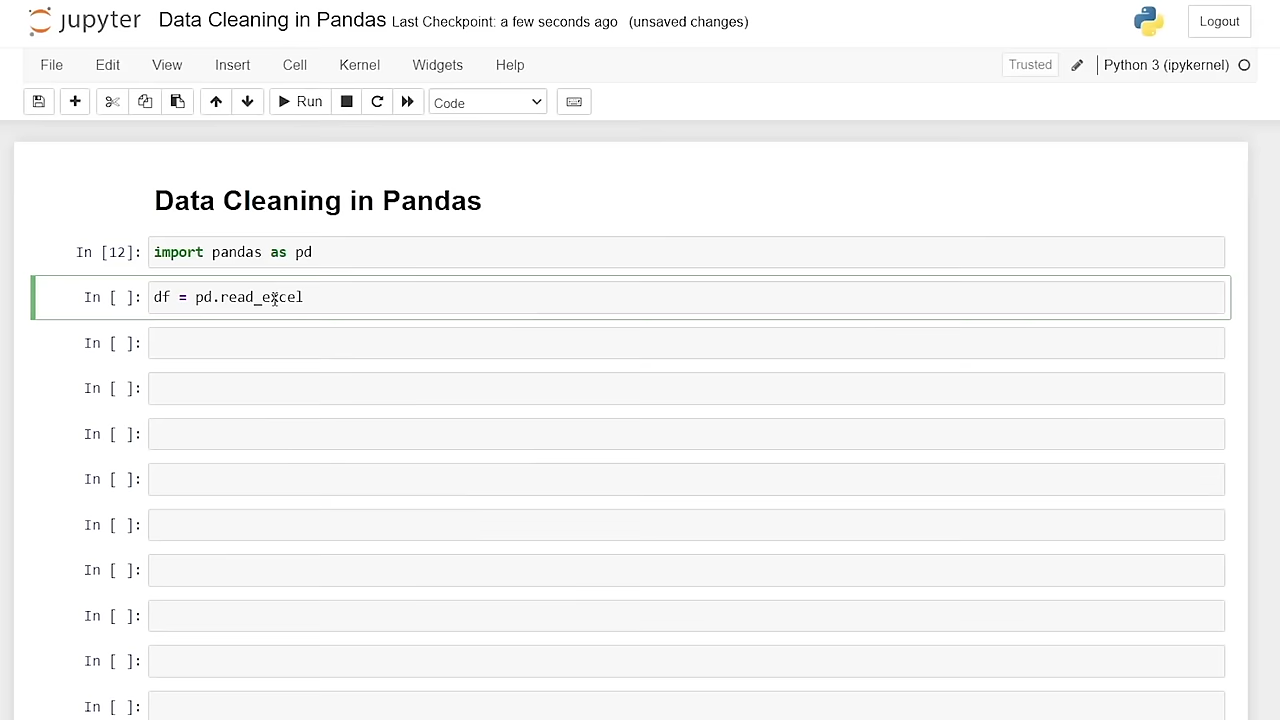 jupyter Data Cleaning in Pandas Last Checkpoint: a few seconds ago (unsaved changes) Logout
File Edit View Insert Cell Kernel Widgets Help Trusted Python 3 (ipykernel)
Run Code
Data Cleaning in Pandas
In [12]: import pandas as pd
In [ ]: df = pd.read_excel
In [ ]:
In [ ]:
In [ ]:
In [ ]:
In [ ]:
In [ ]:
In [ ]:
In [ ]:
In [ ]: